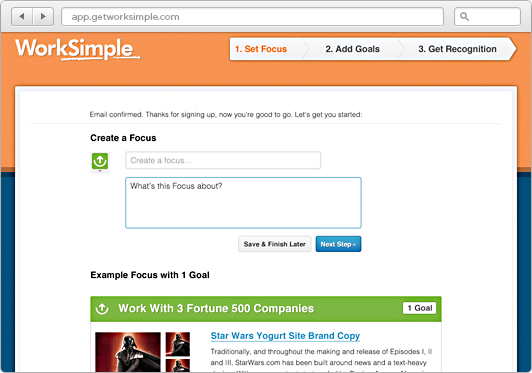 app.getworksimple.com
WorkSimple
1. Set Focus 2. Add Goals 3. Get Recognition
Email confirmed. Thanks for signing up, now you're good to go. Let's get you started:
Create a Focus
Create a focus...
What's this Focus about?
Save & Finish Later Next Step »
Example Focus with 1 Goal
Work With 3 Fortune 500 Companies 1 Goal
Star Wars Yogurt Site Brand Copy
Traditionally, and throughout the making and release of Episodes I, II
and III, StarWars.com has been built around news and a text-heavy